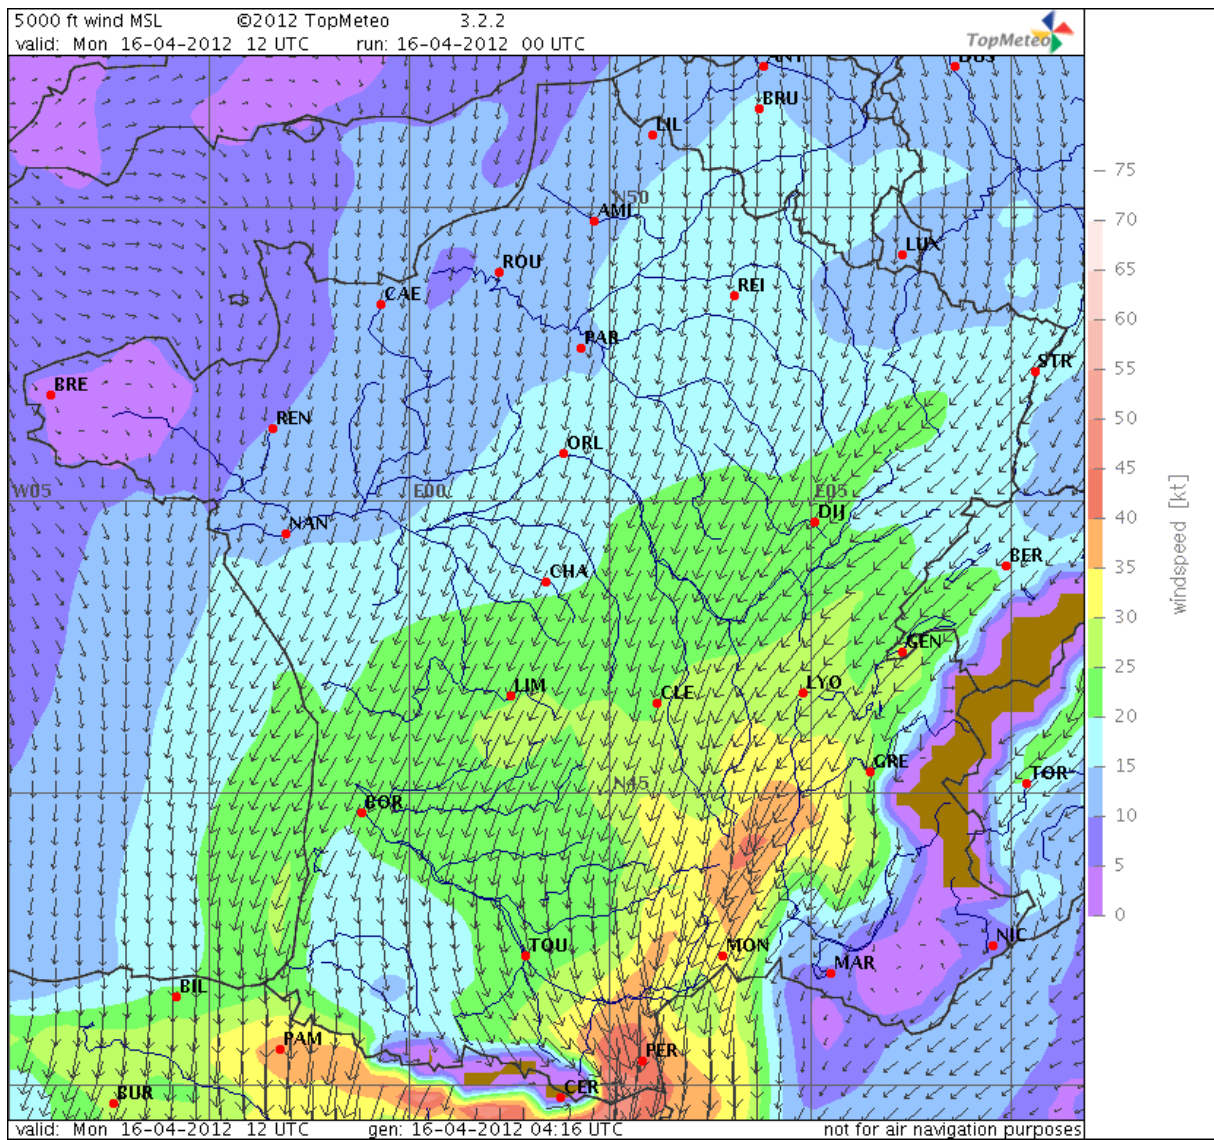 5000 ft wind MSL ©2012 TopMeteo 3.2.2
valid: Mon 16-04-2012 12 UTC run: 16-04-2012 00 UTC
TopMeteo
DUS
BRU
LIL
75
N50
AMI
70
LUX
ROU
65
REI
CAE
60
PAR
STR
55
BRE
50
REN
ORL
45
W05 E00 E05
DIJ
40
NAN
BER
CHA
35
windspeed [kt]
30
GEN
25
LIM CLE LYO
20
GRE
TOR
15
N45
BOR
10
5
0
NIC
TOU MON
MAR
BIL
PAM PER
CER
BUR
valid: Mon 16-04-2012 12 UTC gen: 16-04-2012 04:16 UTC not for air navigation purposes